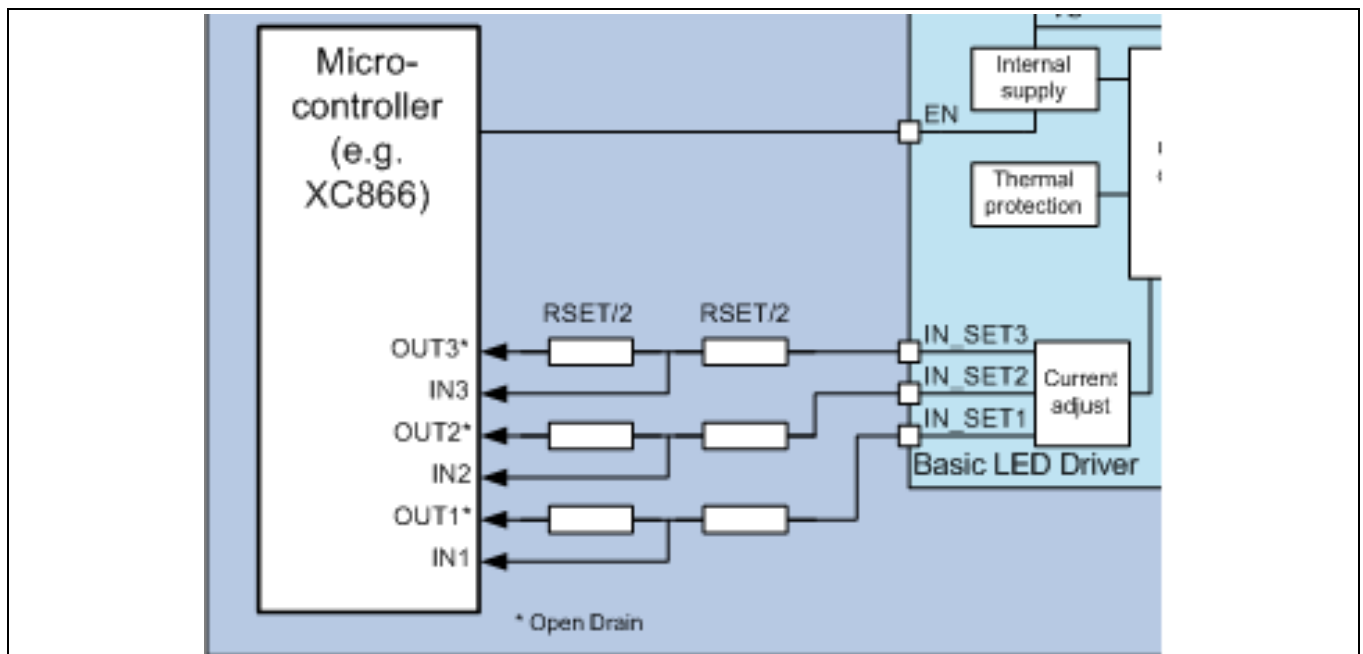 Micro-
controller
(e.g.
XC866)
Internal
supply
EN
Thermal
protection
RSET/2 RSET/2
OUT3*
IN3
OUT2*
IN2
OUT1*
IN1
IN_SET3
IN_SET2
IN_SET1
Current
adjust
Basic LED Driver
* Open Drain